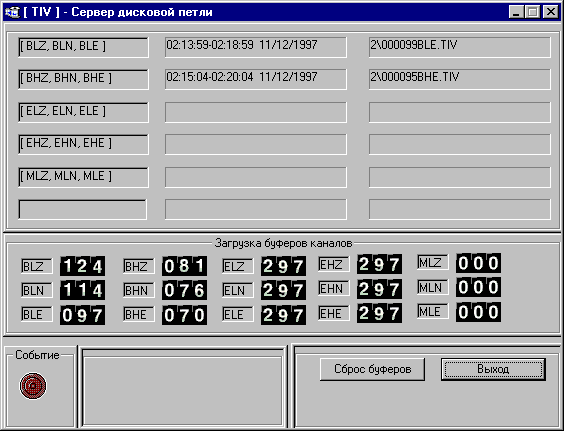 [ TIV ] - Сервер дисковой петли
[ BLZ, BLN, BLE ] 02:13:59-02:18:59 11/12/1997 2\000099BLE.TIV
[ BHZ, BHN, BHE ] 02:15:04-02:20:04 11/12/1997 2\000095BHE.TIV
[ ELZ, ELN, ELE ]
[ EHZ, EHN, EHE ]
[ MLZ, MLN, MLE ]
Загрузка буферов каналов
BLZ 124 BHZ 081 ELZ 297 EHZ 297 MLZ 000
BLN 114 BHN 076 ELN 297 EHN 297 MLN 000
BLE 097 BHE 070 ELE 297 EHE 297 MLE 000
Событие
Сброс буферов Выход